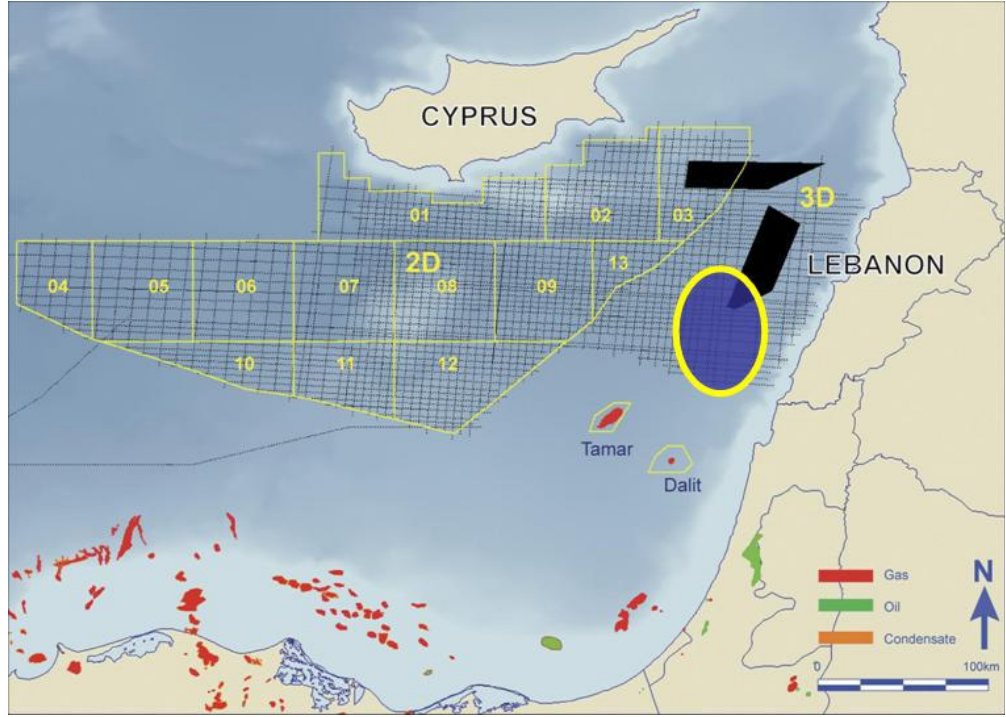 CYPRUS
3D
01
02
03
LEBANON
2D
13
04
05
06
07
08
09
10
11
12
Tamar
Dalit
Gas
Oil
Condensate
N
0
100km